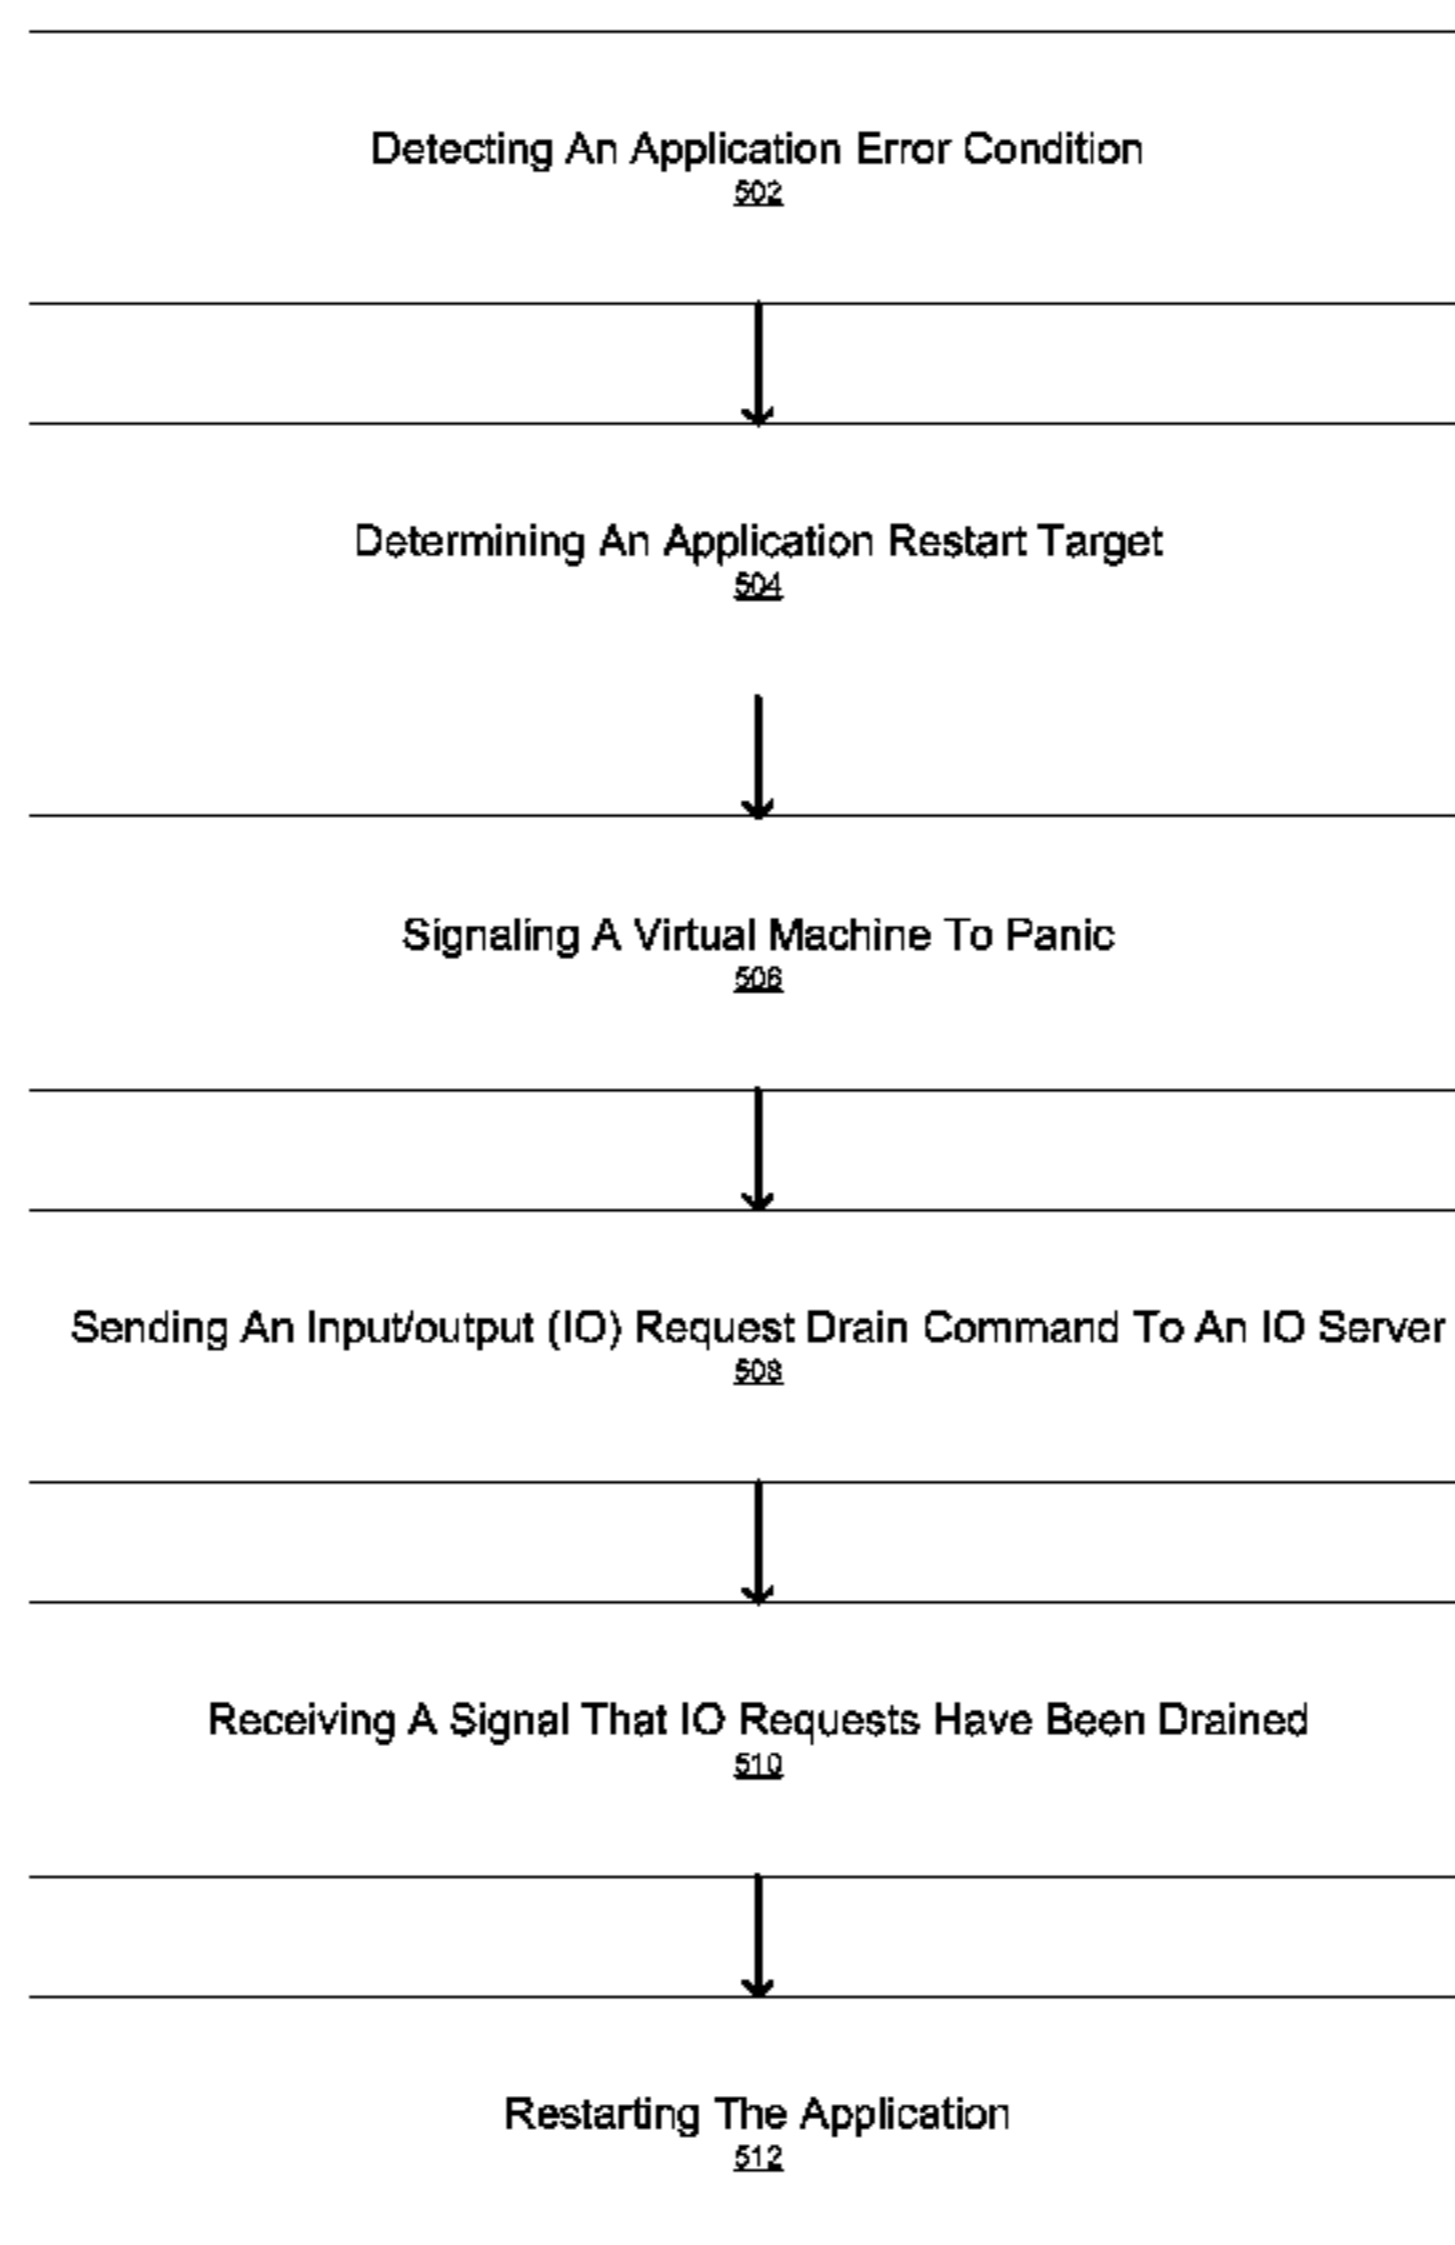 Detecting An Application Error Condition
502
Determining An Application Restart Target
504
Signaling A Virtual Machine To Panic
506
Sending An Input/output (IO) Request Drain Command To An IO Server
508
Receiving A Signal That IO Requests Have Been Drained
510
Restarting The Application
512